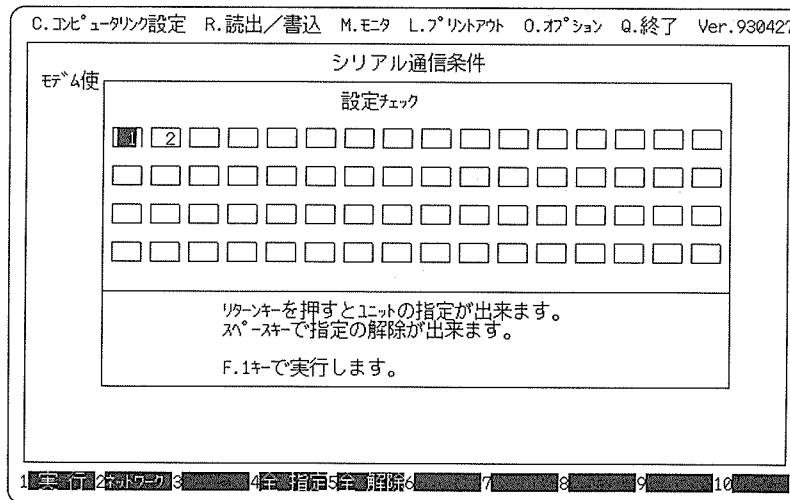 C.コンピュータリンク設定 R.読出／書込 M.モニタ L.プリントアウト O.オプション Q.終了 Ver.930427
シリアル通信条件
モデム使
設定チェック
1 2
リターンキーを押すとユニットの指定が出来ます。
スペースキーで指定の解除が出来ます。
F.1キーで実行します。
1 実 行 2 ネットワーク 3 4 全 指定 5 全 解除 6 7 8 9 10